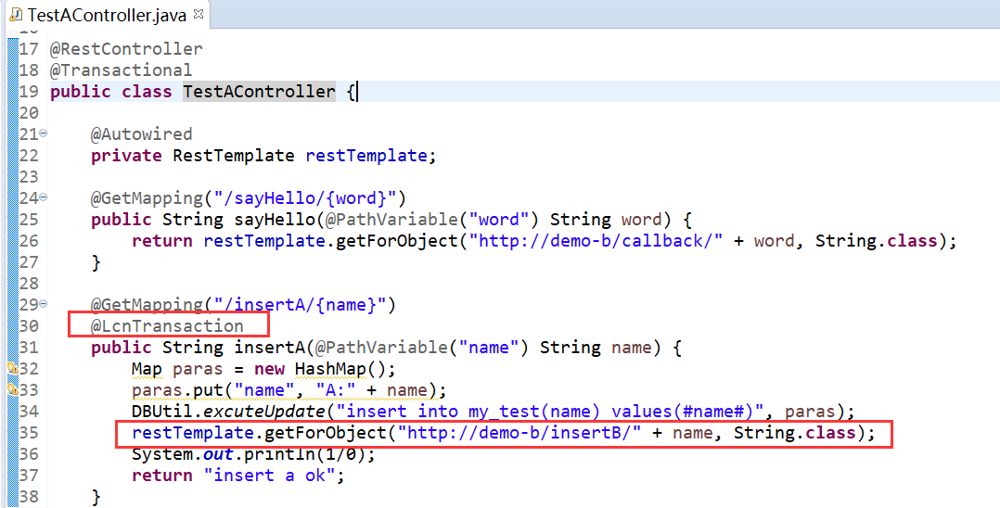 TestAController.java
17 @RestController
18 @Transactional
19 public class TestAController {
20
21 @Autowired
22 private RestTemplate restTemplate;
23
24 @GetMapping("/sayHello/{word}")
25 public String sayHello(@PathVariable("word") String word) {
26 return restTemplate.getForObject("http://demo-b/callback/" + word, String.class);
27 }
28
29 @GetMapping("/insertA/{name}")
30 @LcnTransaction
31 public String insertA(@PathVariable("name") String name) {
32 Map paras = new HashMap();
33 paras.put("name", "A:" + name);
34 DBUtil.excuteUpdate("insert into my_test(name) values(#name#)", paras);
35 restTemplate.getForObject("http://demo-b/insertB/" + name, String.class);
36 System.out.println(1/0);
37 return "insert a ok";
38 }